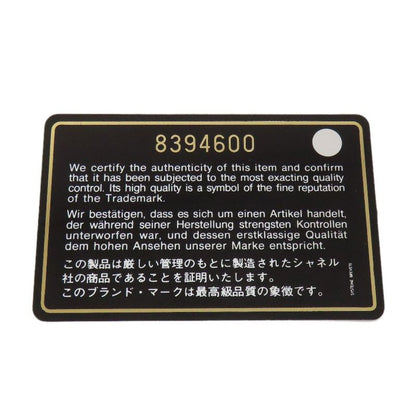 8394600
We certify the authenticity of this item and confirm
that it has been subjected to the most exacting quality
control. Its high quality is a symbol of the fine reputation
of the Trademark.
Wir bestätigen, dass es sich um einen Artikel handelt,
der während seiner Herstellung strengsten Kontrollen
unterworfen war, und dessen erstklassige Qualität
dem hohen Ansehen unserer Marke entspricht.
この製品は厳しい管理のもとに製造されたシャネル
社の商品であることを証明いたします。
このブランド・マークは最高級品質の象徴です。